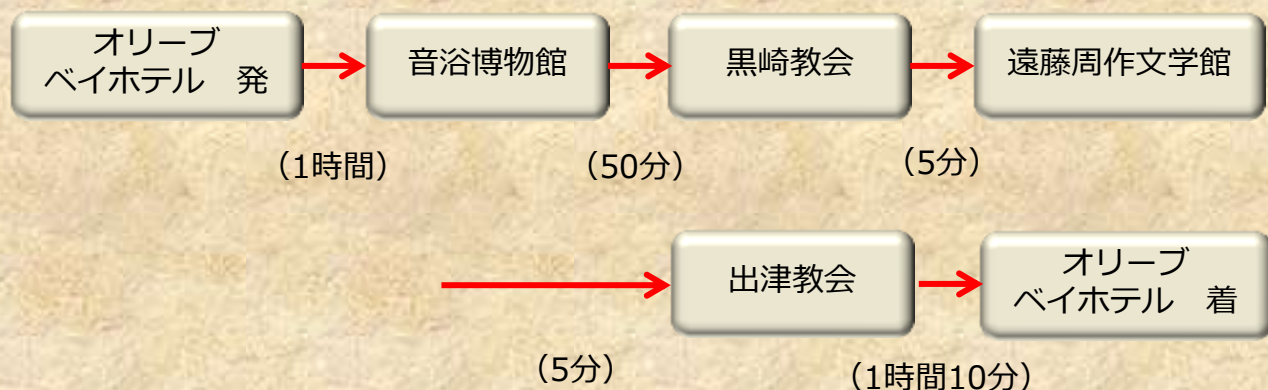 オリーブ
ベイホテル　発
音浴博物館
黒崎教会
遠藤周作文学館
（1時間）
（50分）
（5分）
出津教会
オリーブ
ベイホテル　着
（5分）
（1時間10分）